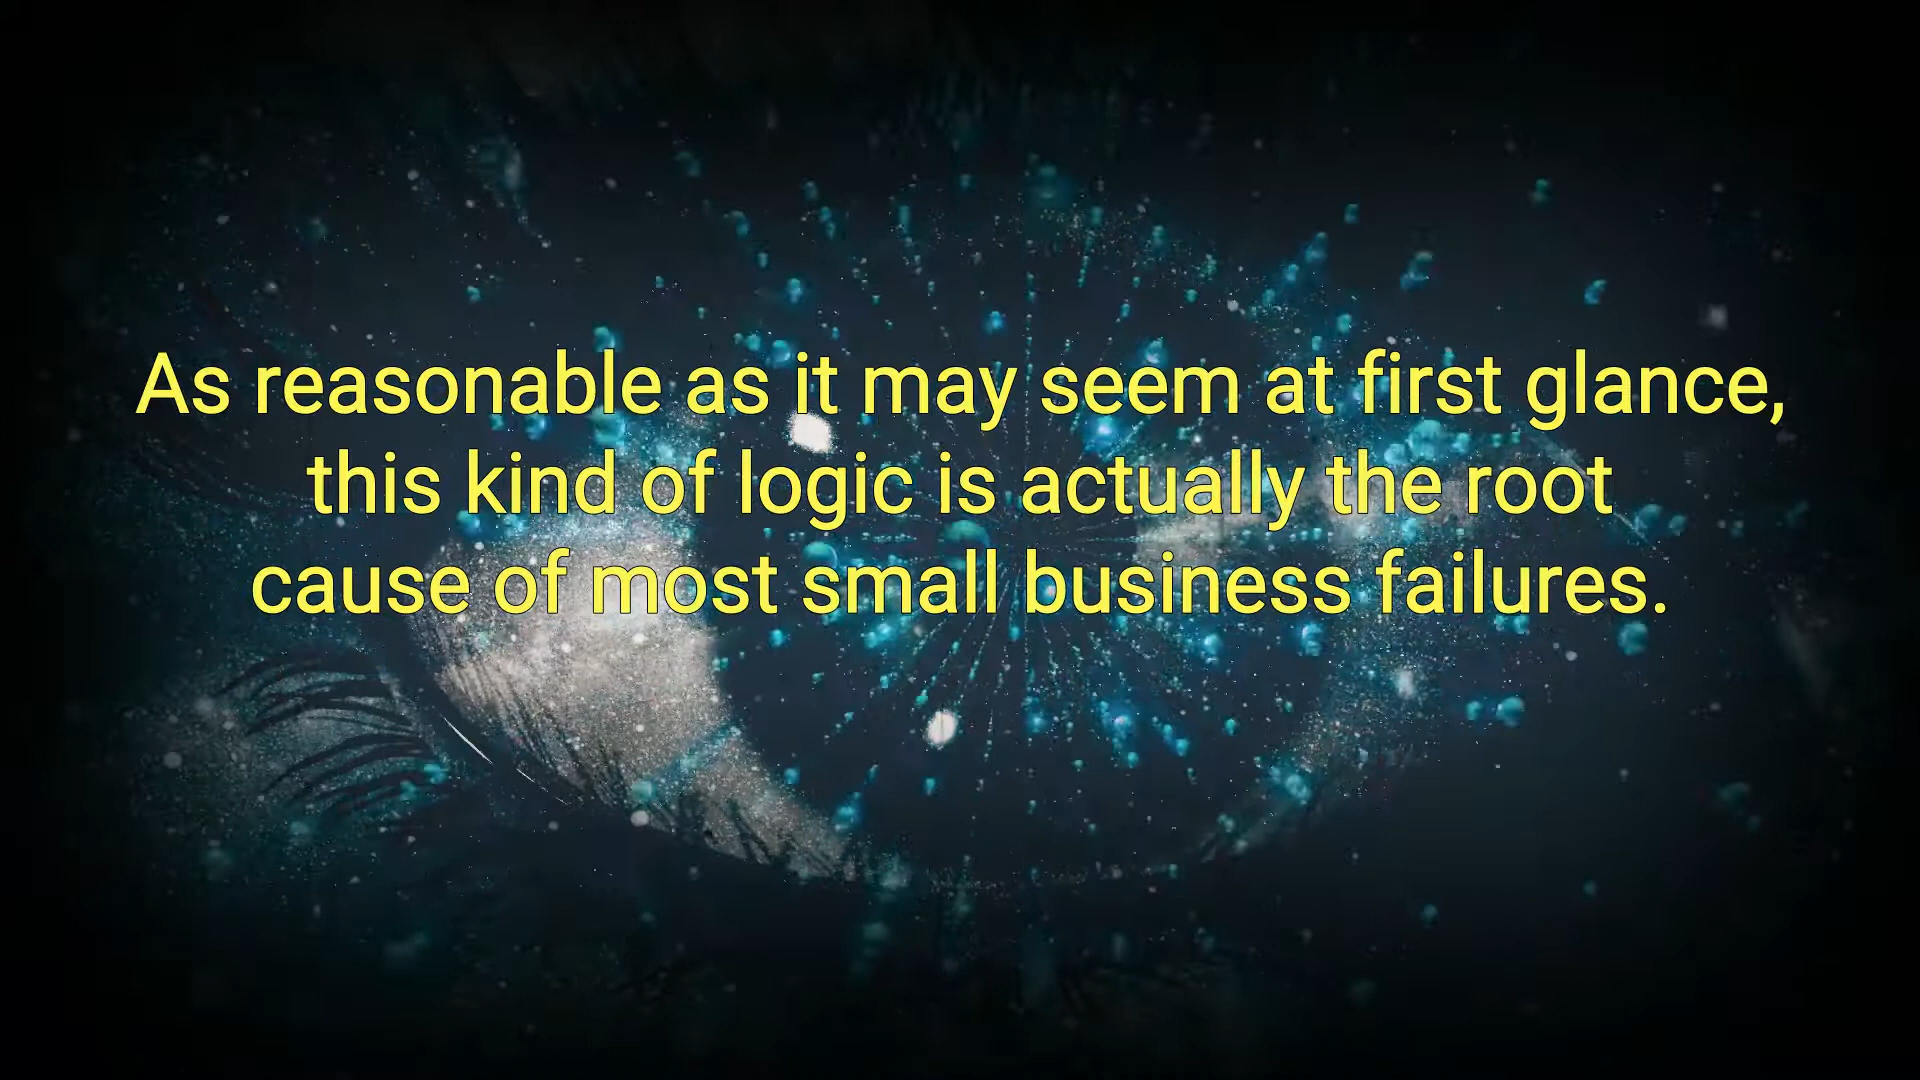 As reasonable as it may seem at first glance,
this kind of logic is actually the root
cause of most small business failures.